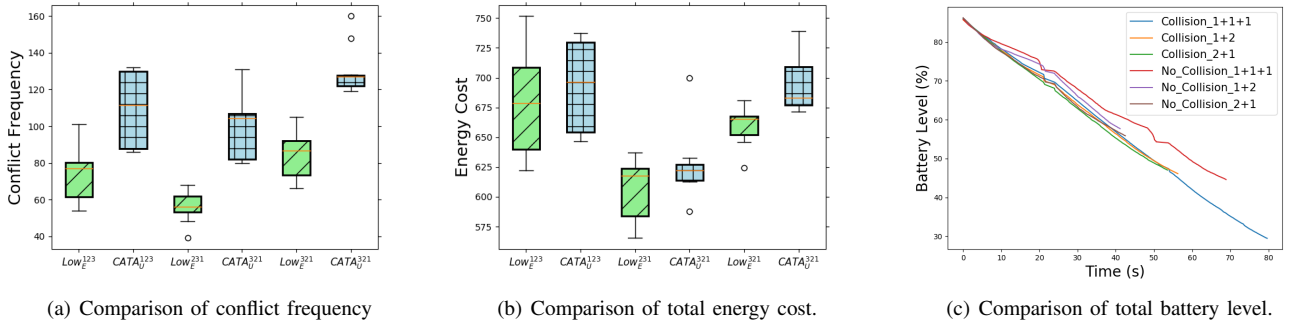 Conflict Frequency
160
140
120
100
80
60
40
Low_E^{123}
CATA_U^{123}
Low_E^{231}
CATA_U^{321}
Low_E^{321}
CATA_U^{321}
(a) Comparison of conflict frequency
Energy Cost
750
725
700
675
650
625
600
575
Low_E^{123}
CATA_U^{123}
Low_E^{231}
CATA_U^{321}
Low_E^{321}
CATA_U^{321}
(b) Comparison of total energy cost.
Battery Level (%)
80
70
60
50
40
30
Collision_1+1+1
Collision_1+2
Collision_2+1
No_Collision_1+1+1
No_Collision_1+2
No_Collision_2+1
0 10 20 30 40 50 60 70 80
Time (s)
(c) Comparison of total battery level.